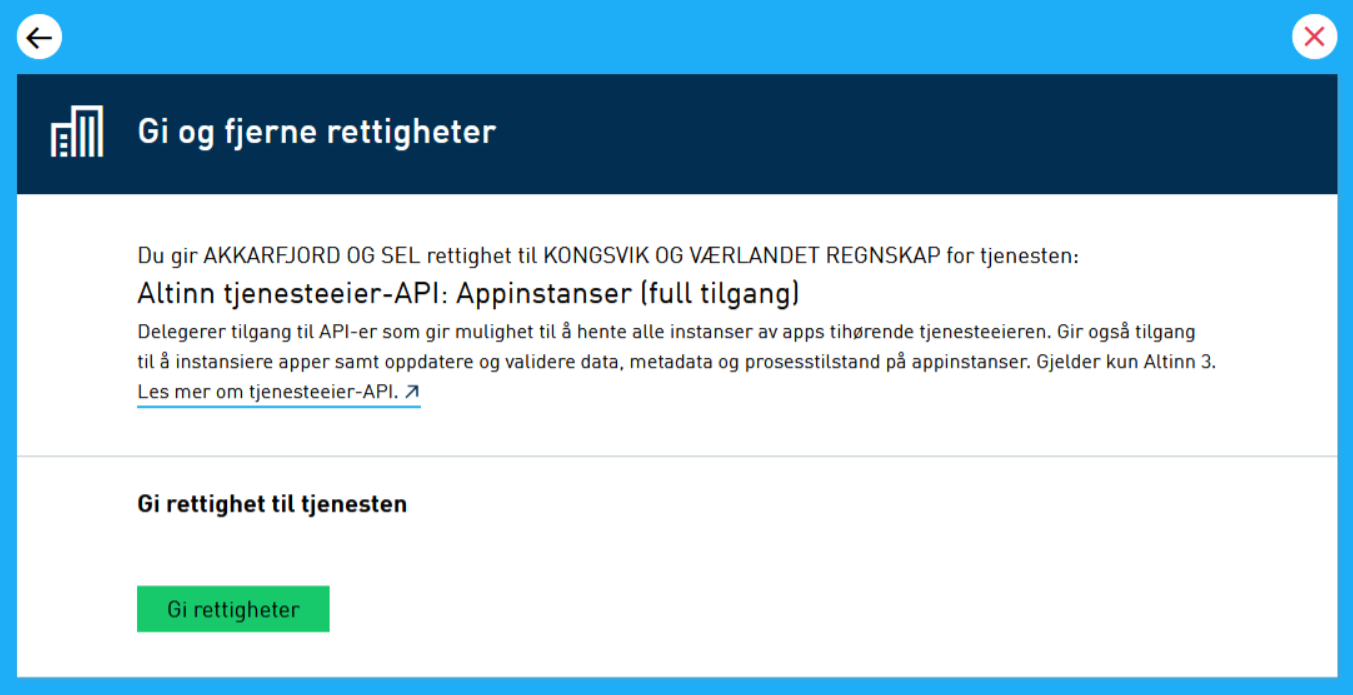 Gi og fjerne rettigheter
Du gir AKKARFJORD OG SEL rettighet til KONGSVIK OG VÆRLANDET REGNSKAP for tjenesten:
Altinn tjenesteeier-API: Appinstanser (full tilgang)
Delegerer tilgang til API-er som gir mulighet til å hente alle instanser av apps tihørende tjenesteeieren. Gir også tilgang
til å instansiere apper samt oppdatere og validere data, metadata og prosesstilstand på appinstanser. Gjelder kun Altinn 3.
Les mer om tjenesteeier-API.
Gi rettighet til tjenesten
Gi rettigheter